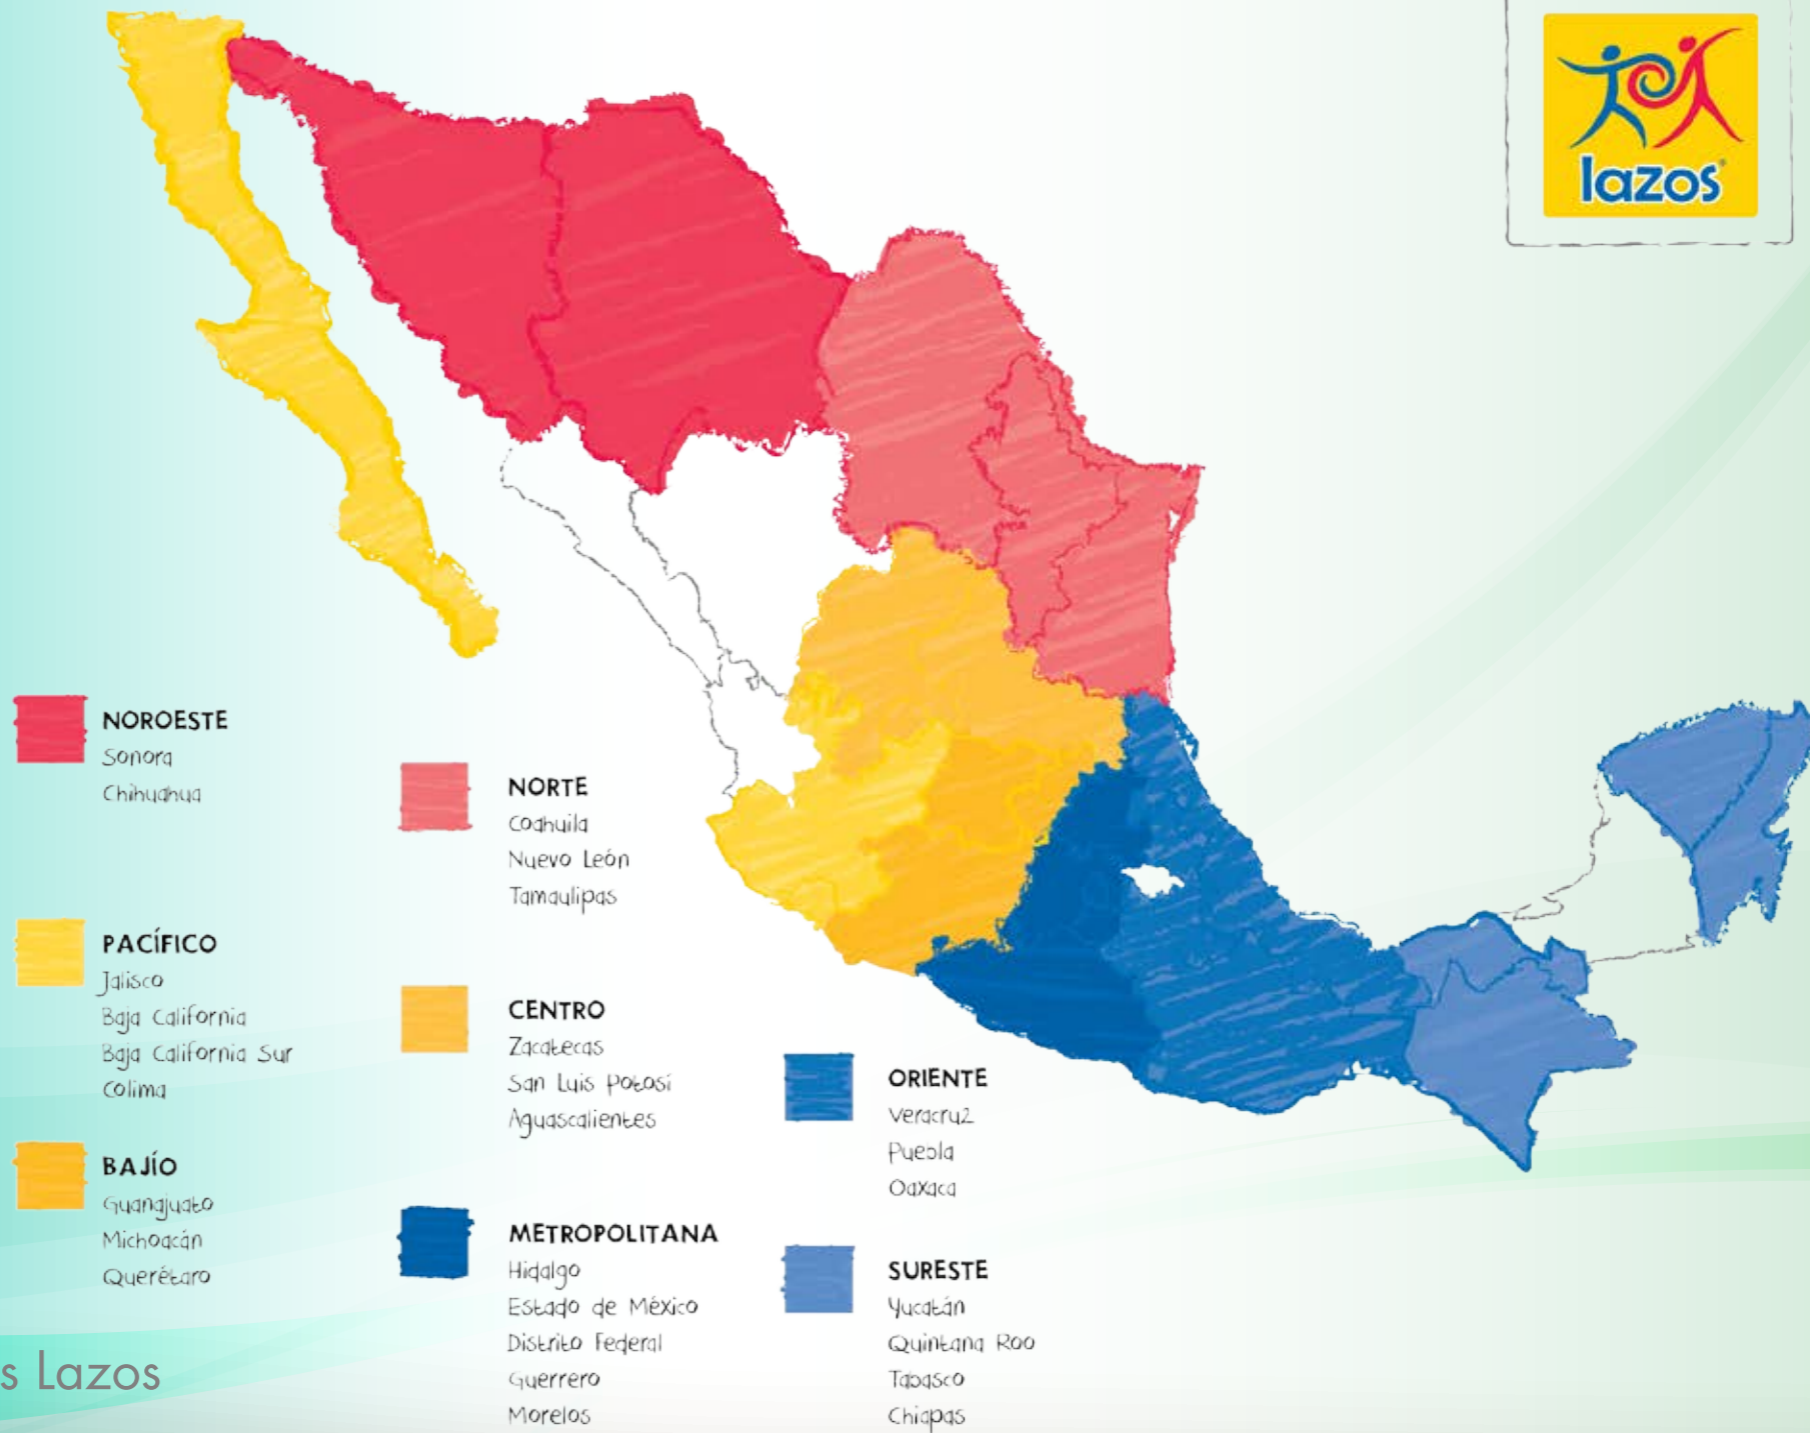 lazos®
NOROESTE
Sonora
Chihuahua
PACÍFICO
Jalisco
Baja California
Baja California Sur
Colima
BAJÍO
Guanajuato
Michoacán
Querétaro
NORTE
Coahuila
Nuevo León
Tamaulipas
CENTRO
Zacatecas
San Luis Potosí
Aguascalientes
METROPOLITANA
Hidalgo
Estado de México
Distrito Federal
Guerrero
Morelos
ORIENTE
Veracruz
Puebla
Oaxaca
SURESTE
Yucatán
Quintana Roo
Tabasco
Chiapas
s Lazos